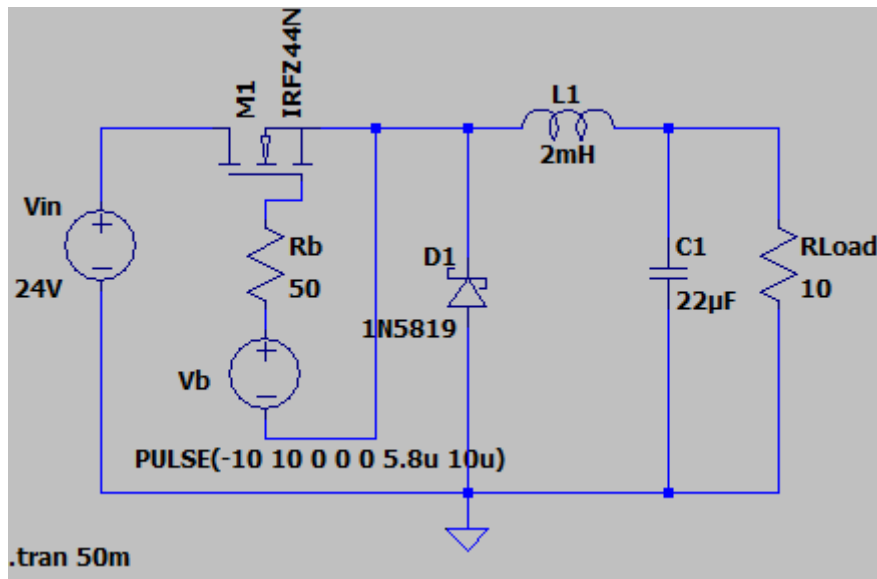 M1
IRFZ44N
L1
2mH
Vin
24V
Rb
50
D1
1N5819
C1
22µF
RLoad
10
Vb
PULSE(-10 10 0 0 0 5.8u 10u)
.tran 50m